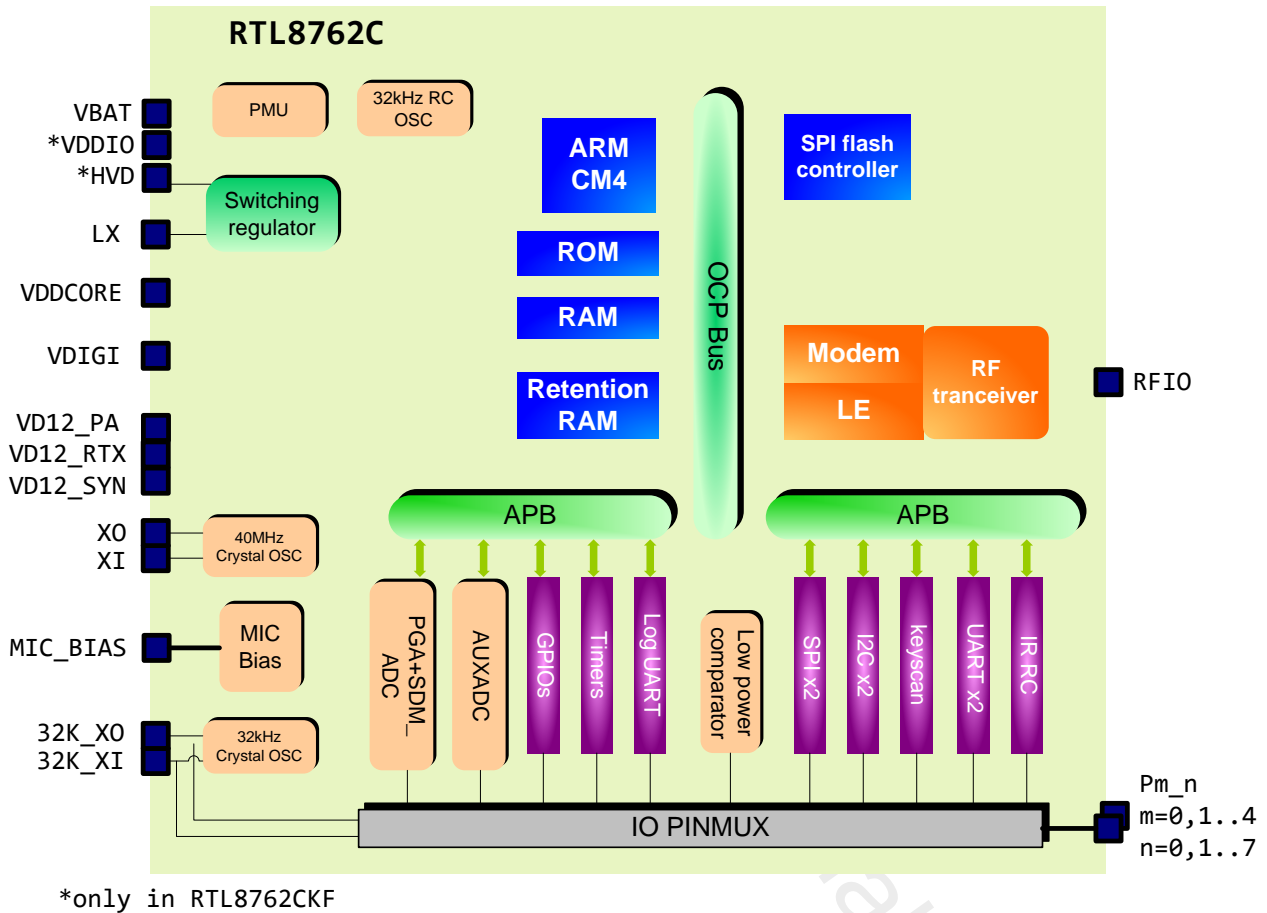 RTL8762C
VBAT
*VDDIO
*HVD
LX
VDDCORE
VDIGI
VD12_PA
VD12_RTX
VD12_SYN
XO
XI
MIC_BIAS
32K_XO
32K_XI
PMU
32kHz RC
OSC
Switching
regulator
ARM
CM4
ROM
RAM
Retention
RAM
OCP Bus
SPI flash
controller
Modem
LE
RF
tranceiver
RFIO
APB
APB
40MHz
Crystal OSC
MIC
Bias
32kHz
Crystal OSC
PGA+SDM_
ADC
AUXADC
GPIOs
Timers
Log UART
Low power
comparator
SPI x2
I2C x2
keyscan
UART x2
IR RC
IO PINMUX
Pm_n
m=0,1..4
n=0,1..7
*only in RTL8762CKF